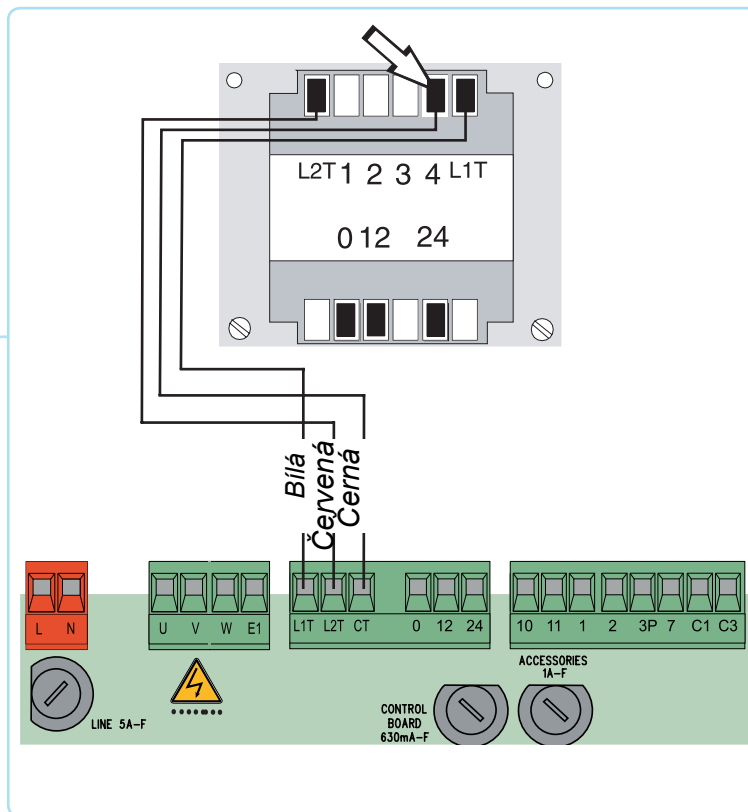 L2T 1 2 3 4 L1T
0 12 24
Bílá
Červená
Černá
L N
U V W E1
L1T L2T CT 0 12 24
10 11 1 2 3P 7 C1 C3
LINE 5A-F
CONTROL
BOARD
630mA-F
ACCESSORIES
1A-F